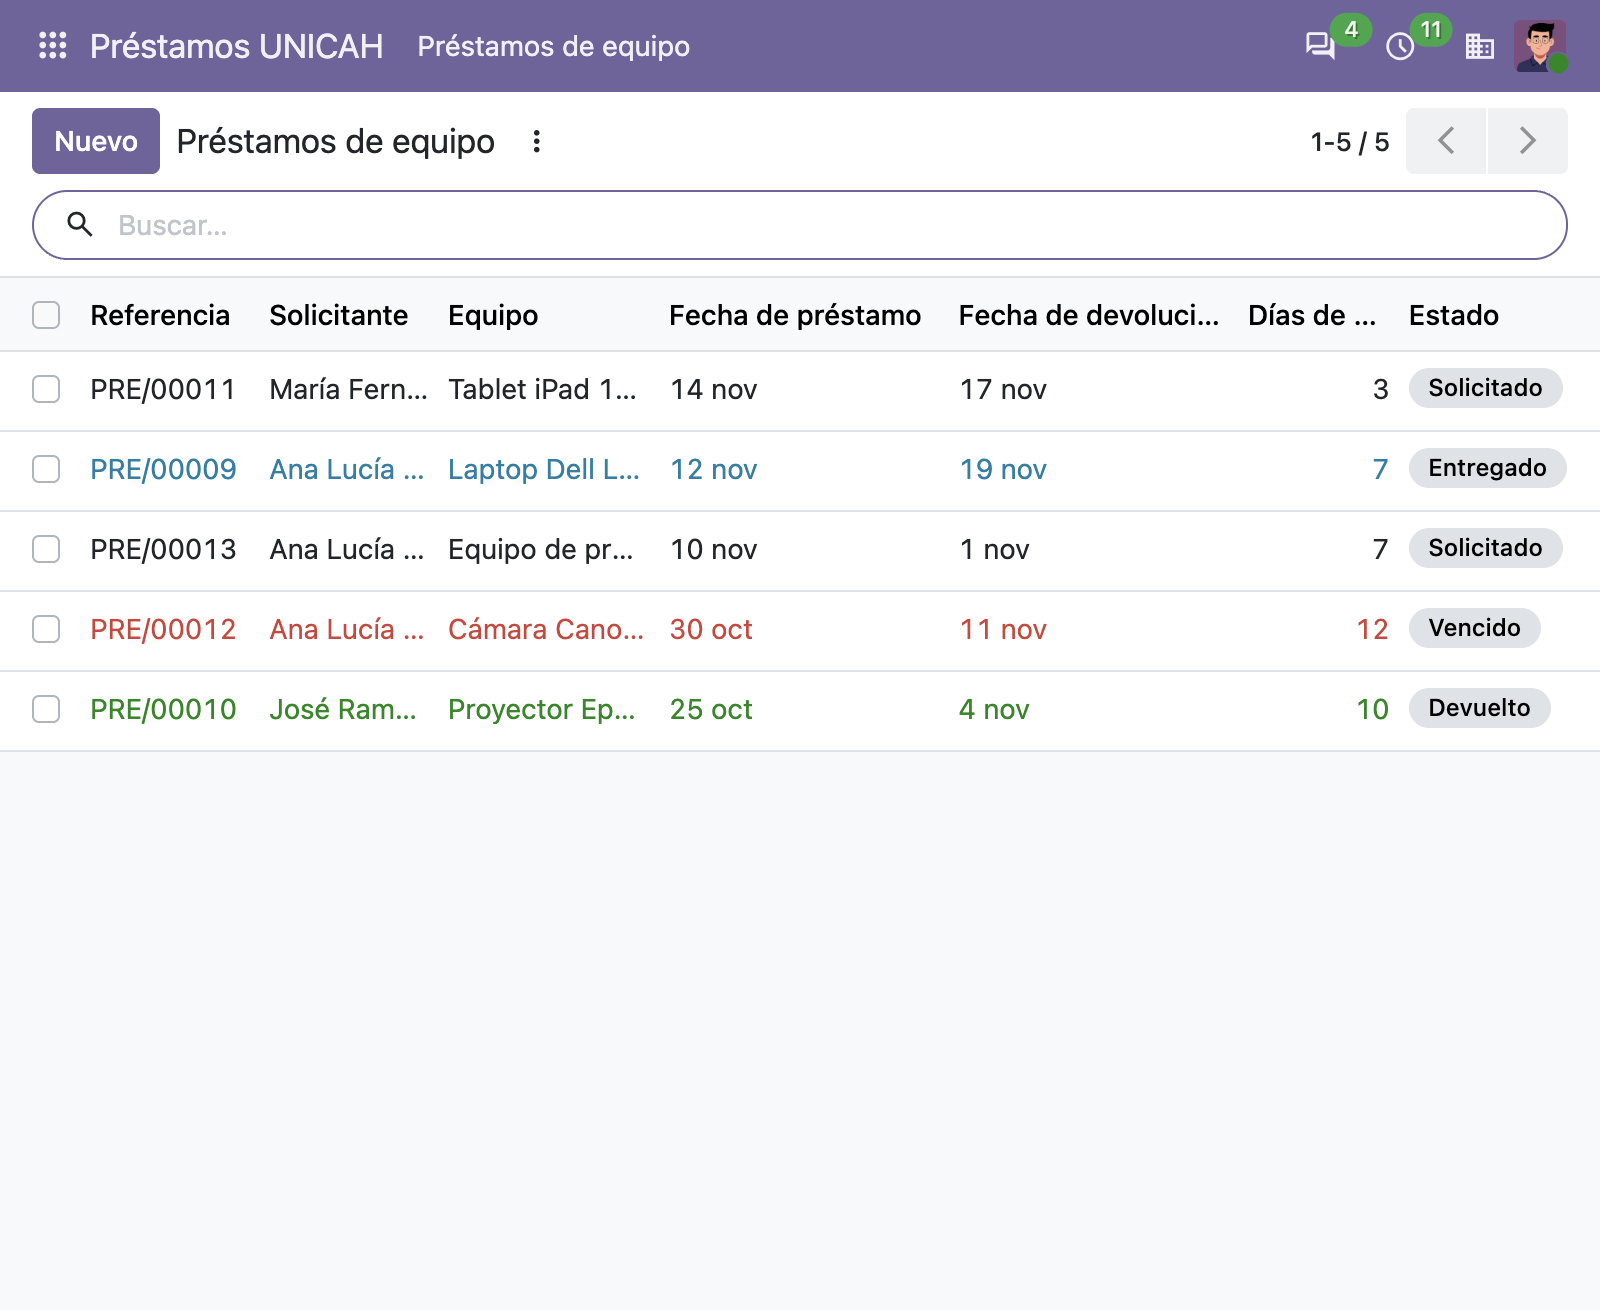 Préstamos UNICAH Préstamos de equipo 4 11
Nuevo Préstamos de equipo 1-5 / 5
Buscar...
Referencia Solicitante Equipo Fecha de préstamo Fecha de devoluci... Días de ... Estado
PRE/00011 María Fern... Tablet iPad 1... 14 nov 17 nov 3 Solicitado
PRE/00009 Ana Lucía ... Laptop Dell L... 12 nov 19 nov 7 Entregado
PRE/00013 Ana Lucía ... Equipo de pr... 10 nov 1 nov 7 Solicitado
PRE/00012 Ana Lucía ... Cámara Cano... 30 oct 11 nov 12 Vencido
PRE/00010 José Ram... Proyector Ep... 25 oct 4 nov 10 Devuelto